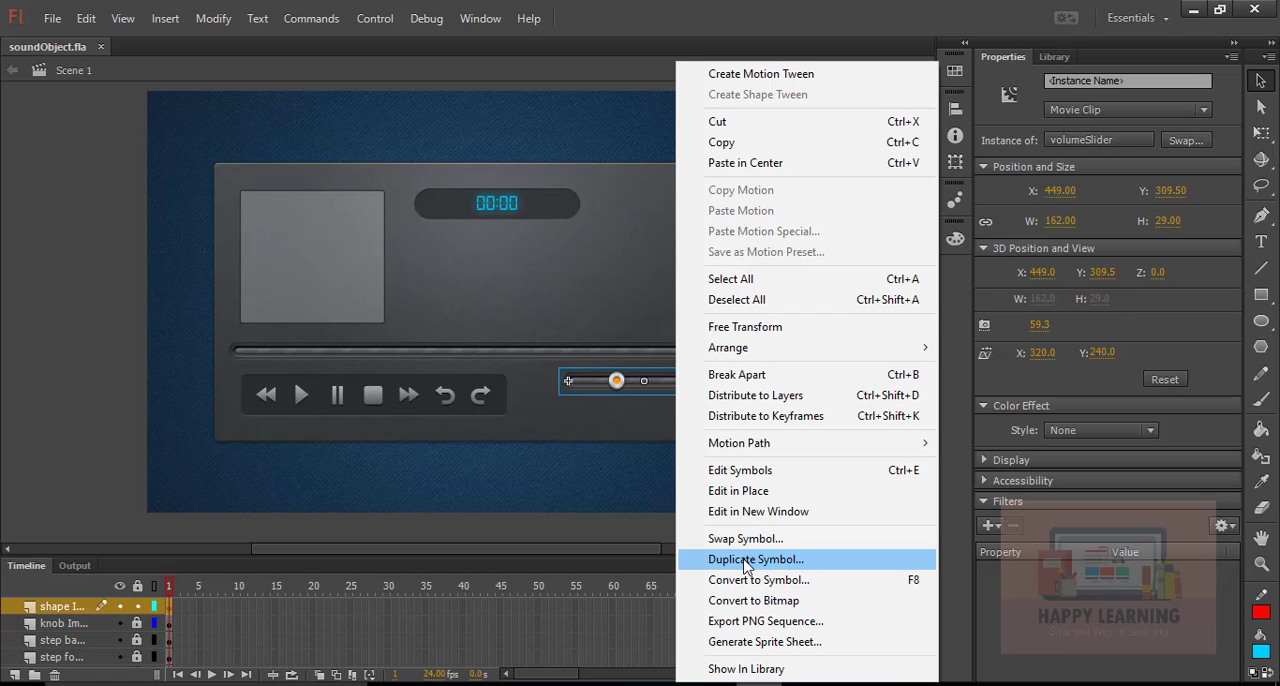 Fl File Edit View Insert Modify Text Commands Control Debug Window Help Essentials
soundObject.fla
Scene 1
00:00
Create Motion Tween
Create Shape Tween
Cut Ctrl+X
Copy Ctrl+C
Paste in Center Ctrl+V
Copy Motion
Paste Motion
Paste Motion Special...
Save as Motion Preset...
Select All Ctrl+A
Deselect All Ctrl+Shift+A
Free Transform
Arrange
Break Apart Ctrl+B
Distribute to Layers Ctrl+Shift+D
Distribute to Keyframes Ctrl+Shift+K
Motion Path
Edit Symbols Ctrl+E
Edit in Place
Edit in New Window
Swap Symbol...
Duplicate Symbol...
Convert to Symbol... F8
Convert to Bitmap
Export PNG Sequence...
Generate Sprite Sheet...
Show In Library
Properties Library
<Instance Name>
Movie Clip
Instance of: volumeSlider Swap...
Position and Size
X: 449.00 Y: 309.50
W: 162.00 H: 29.00
3D Position and View
X: 449.0 Y: 309.5 Z: 0.0
W: 162.0 H: 29.0
59.3
X: 320.0 Y: 240.0
Reset
Color Effect
Style: None
Display
Accessibility
Filters
Property Value
HAPPY LEARNING
Smartest Way of Learning
Timeline Output
1 5 10 15 20 25 30 35 40 45 50 55 60 65
shape I...
knob Im...
step ba...
step fo...
1 24.00 fps 0.0 s